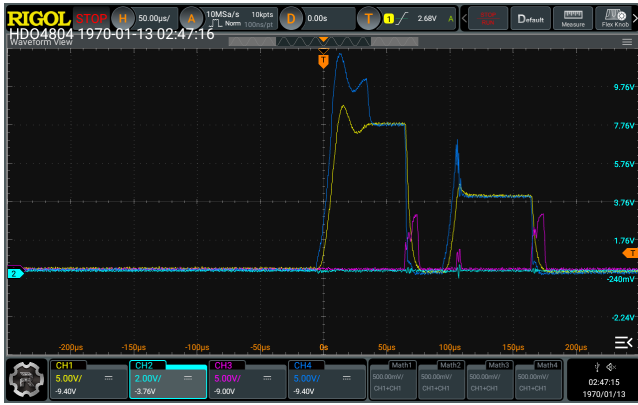 RIGOL STOP H 50.00μs/ A 10MSa/s 10kpts Norm 100ns/pt D 0.00s T 1 2.68V A Default Measure Flex Knob
HDO4804 1970-01-13 02:47:16
Waveform View
T
9.76V
7.76V
5.76V
3.76V
1.76V
T
2
-240mV
-2.24V
-200μs -150μs -100μs -50μs 0s 50μs 100μs 150μs 200μs
CH1 CH2 CH3 CH4 Math1 Math2 Math3 Math4
5.00V/ 2.00V/ 5.00V/ 5.00V/ 500.00mV/ 500.00mV/ 500.00mV/ 500.00mV/
-9.40V -3.76V -9.00V -9.40V CH1+CH1 CH1+CH1 CH1+CH1 CH1+CH1
02:47:15
1970/01/13